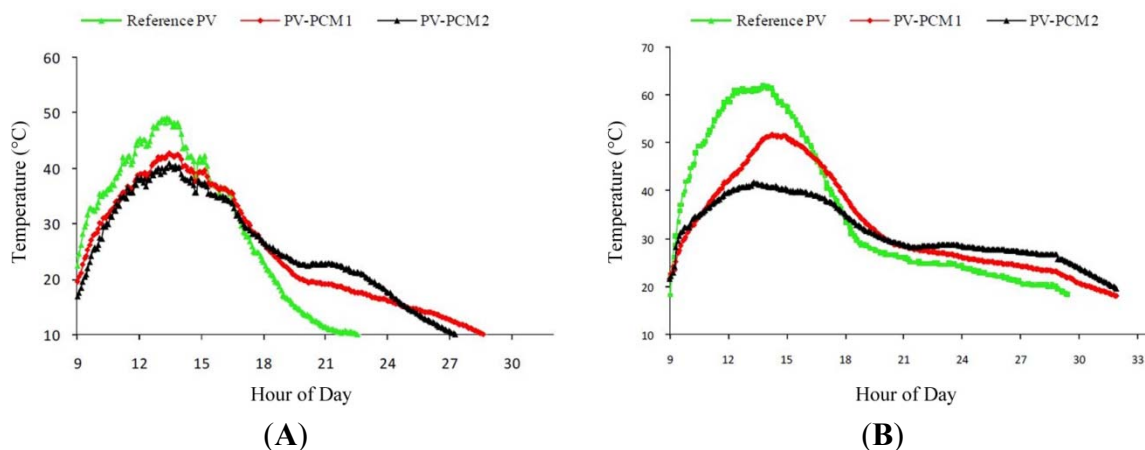 Reference PV PV-PCM1 PV-PCM2
60
50
40
30
20
10
Temperature (°C)
9 12 15 18 21 24 27 30
Hour of Day
(A)
Reference PV PV-PCM1 PV-PCM2
70
60
50
40
30
20
10
Temperature (°C)
9 12 15 18 21 24 27 30 33
Hour of Day
(B)